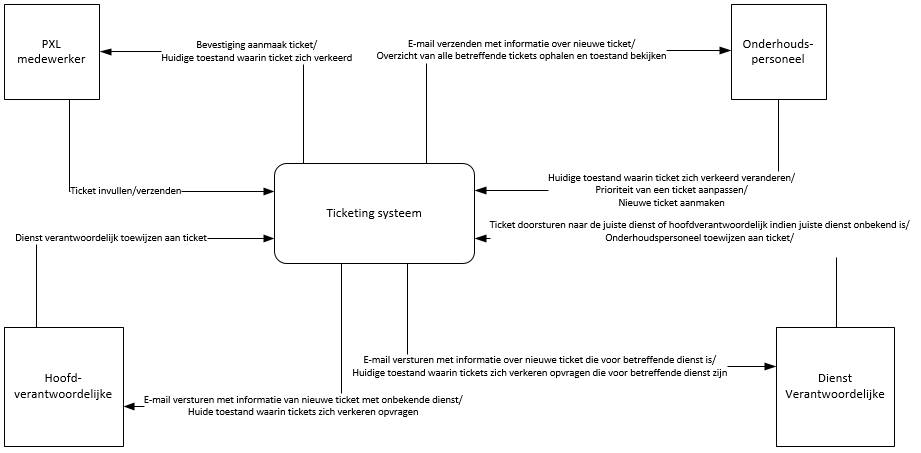 PXL
medewerker
Bevestiging aanmaak ticket/
Huidige toestand waarin ticket zich verkeerd
E-mail verzenden met informatie over nieuwe ticket/
Overzicht van alle betreffende tickets ophalen en toestand bekijken
Onderhouds-
personeel
Ticket invullen/verzenden
Ticketing systeem
Huidige toestand waarin ticket zich verkeerd veranderen/
Prioriteit van een ticket aanpassen/
Nieuwe ticket aanmaken
Dienst verantwoordelijk toewijzen aan ticket
Ticket doorsturen naar de juiste dienst of hoofdverantwoordelijk indien juiste dienst onbekend is/
Onderhoudspersoneel toewijzen aan ticket/
Hoofd-
verantwoordelijke
E-mail versturen met informatie over nieuwe ticket die voor betreffende dienst is/
Huidige toestand waarin tickets zich verkeren opvragen die voor betreffende dienst zijn
Dienst
Verantwoordelijke
E-mail versturen met informatie van nieuwe ticket met onbekende dienst/
Huide toestand waarin tickets zich verkeren opvragen